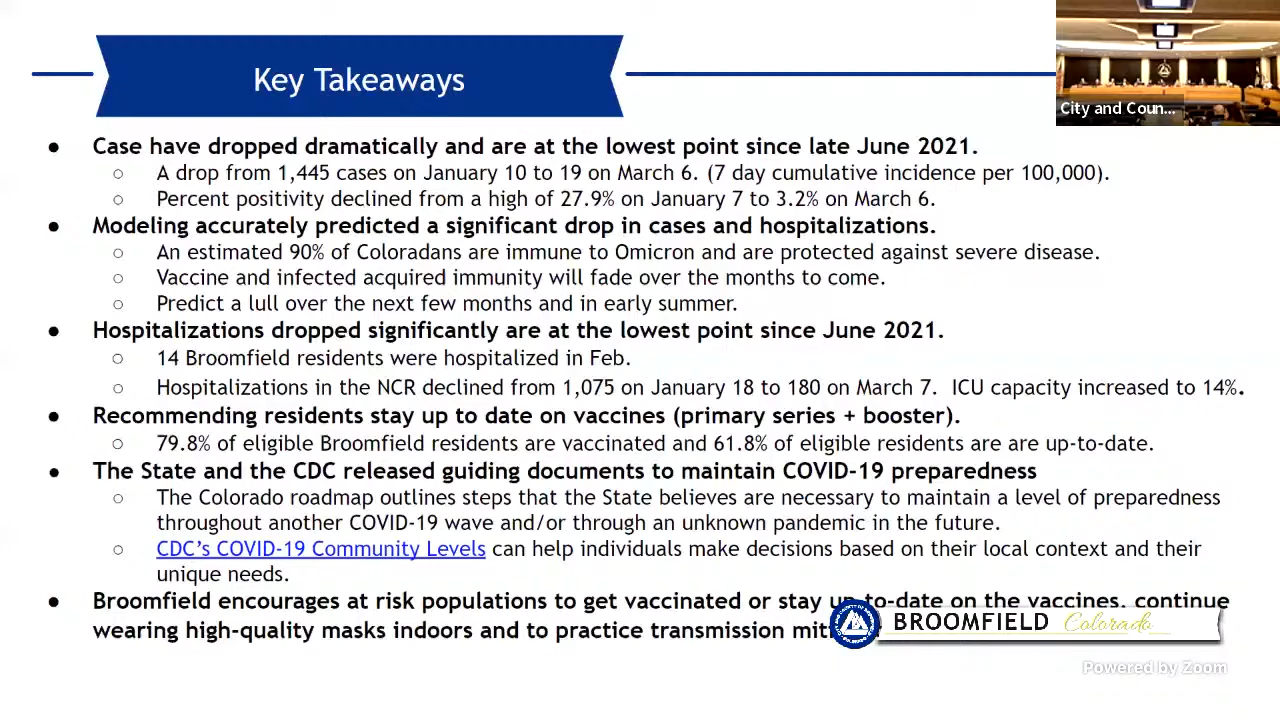 Key Takeaways
City and Coun...
● Case have dropped dramatically and are at the lowest point since late June 2021.
○ A drop from 1,445 cases on January 10 to 19 on March 6. (7 day cumulative incidence per 100,000).
○ Percent positivity declined from a high of 27.9% on January 7 to 3.2% on March 6.
● Modeling accurately predicted a significant drop in cases and hospitalizations.
○ An estimated 90% of Coloradans are immune to Omicron and are protected against severe disease.
○ Vaccine and infected acquired immunity will fade over the months to come.
○ Predict a lull over the next few months and in early summer.
● Hospitalizations dropped significantly are at the lowest point since June 2021.
○ 14 Broomfield residents were hospitalized in Feb.
○ Hospitalizations in the NCR declined from 1,075 on January 18 to 180 on March 7.  ICU capacity increased to 14%.
● Recommending residents stay up to date on vaccines (primary series + booster).
○ 79.8% of eligible Broomfield residents are vaccinated and 61.8% of eligible residents are are up-to-date.
● The State and the CDC released guiding documents to maintain COVID-19 preparedness
○ The Colorado roadmap outlines steps that the State believes are necessary to maintain a level of preparedness
throughout another COVID-19 wave and/or through an unknown pandemic in the future.
○ CDC's COVID-19 Community Levels can help individuals make decisions based on their local context and their
unique needs.
● Broomfield encourages at risk populations to get vaccinated or stay up-to-date on the vaccines, continue
wearing high-quality masks indoors and to practice transmission
BROOMFIELD Colorado
Powered by Zoom